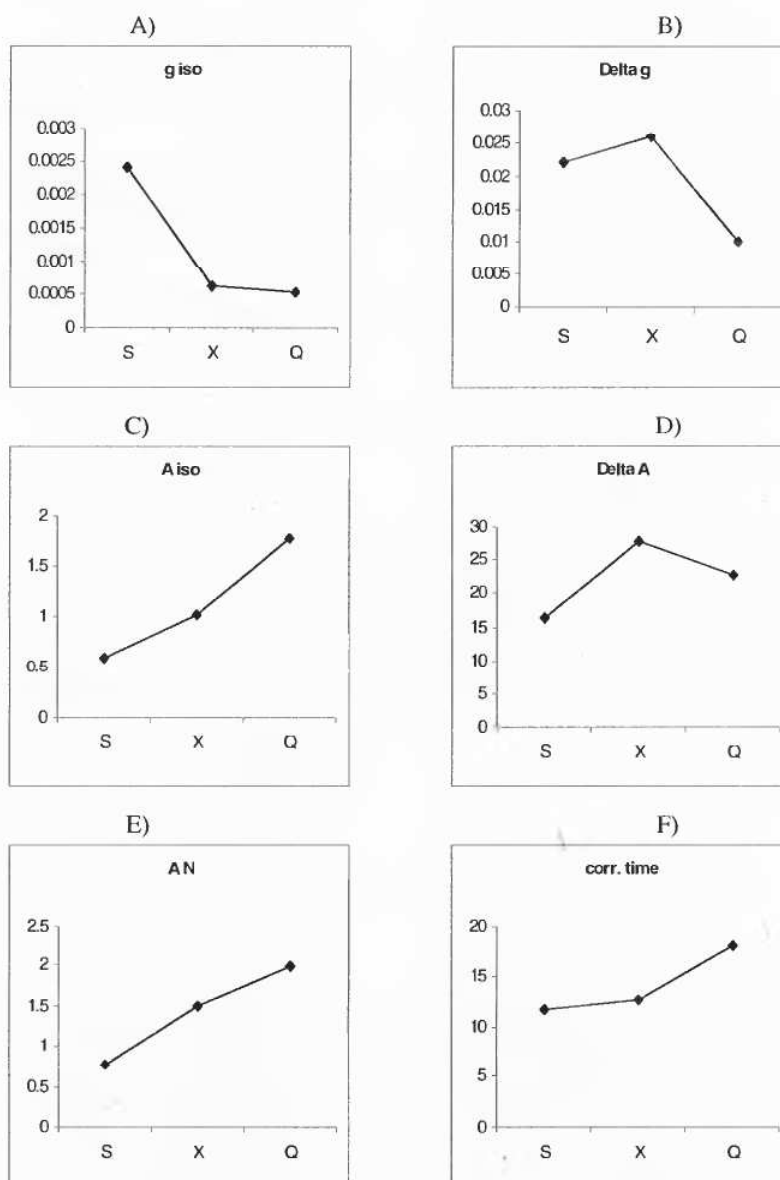 A)
g iso
0.003
0.0025
0.002
0.0015
0.001
0.0005
0
S X Q
B)
Delta g
0.03
0.025
0.02
0.015
0.01
0.005
0
S X Q
C)
A iso
2
1.5
1
0.5
0
S X Q
D)
Delta A
30
25
20
15
10
5
0
S X Q
E)
A N
2.5
2
1.5
1
0.5
0
S X Q
F)
corr. time
20
15
10
5
0
S X Q